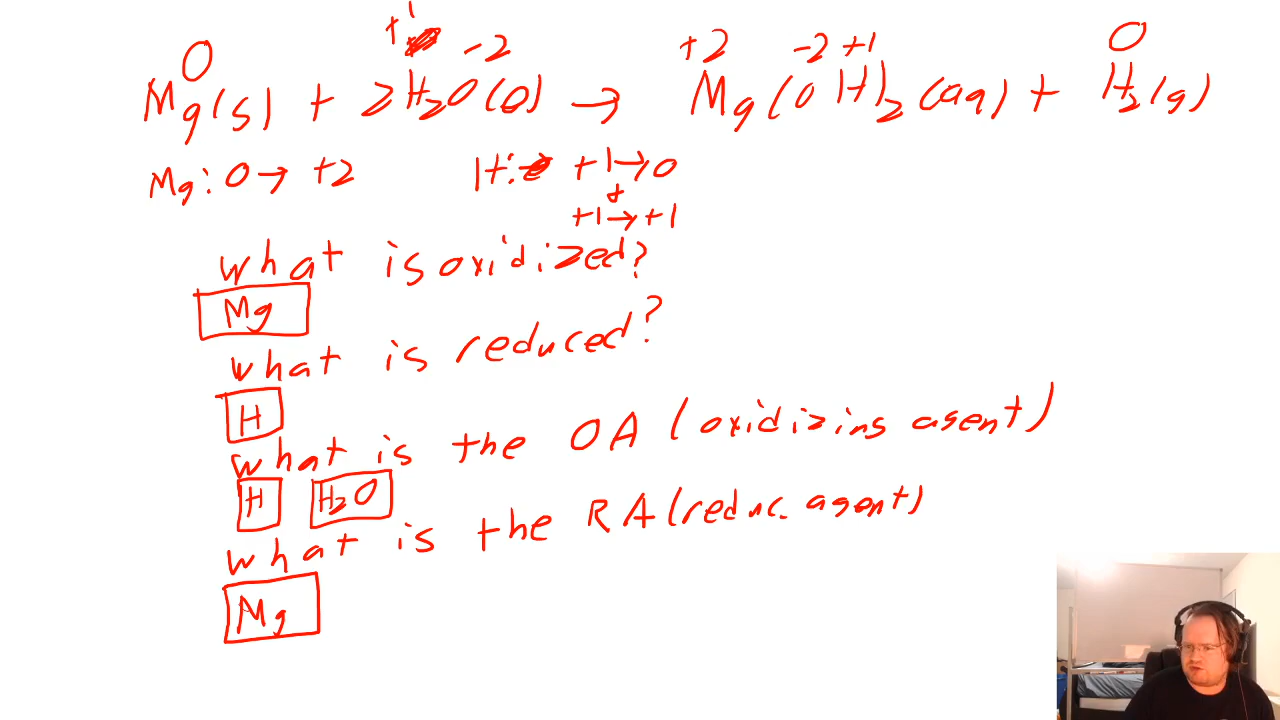 0 +1 -2 +2 -2 +1 0
Mg(s) + 2H₂O(l) → Mg(OH)₂(aq) + H₂(g)
Mg: 0 → +2 H: +1 → 0
&
+1 → +1
what is oxidized?
Mg
what is reduced?
H
what is the OA (oxidizing agent)
H H₂O
what is the RA (reduc. agent)
Mg